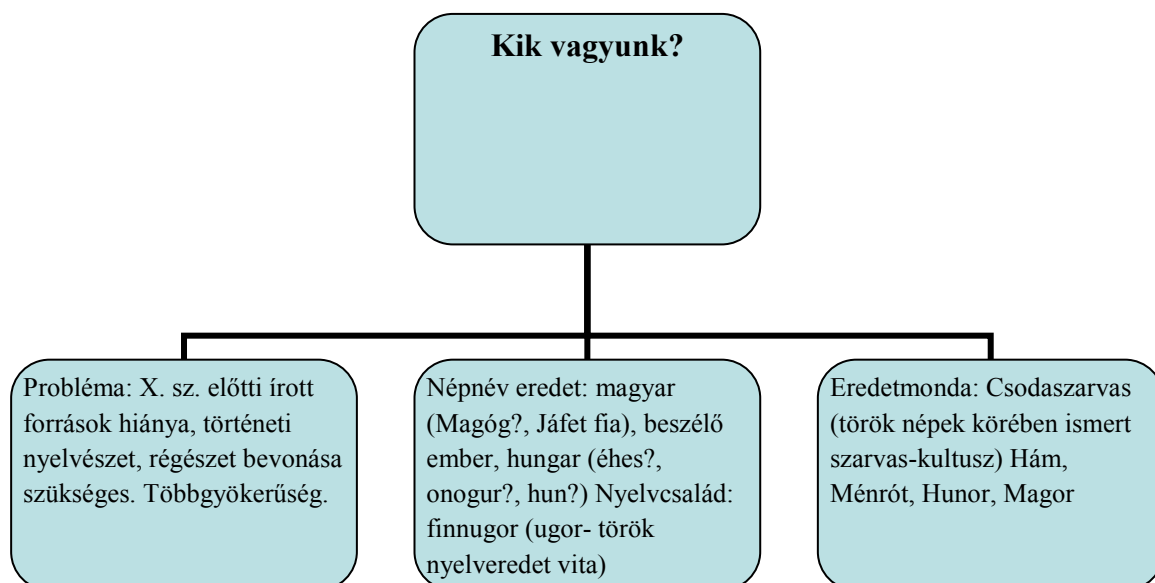 Kik vagyunk?
Probléma: X. sz. előtti írott
források hiánya, történeti
nyelvészet, régészet bevonása
szükséges. Többgyökerűség.
Népnév eredet: magyar
(Magóg?, Jáfet fia), beszélő
ember, hungar (éhes?,
onogur?, hun?) Nyelvcsalád:
finnugor (ugor- török
nyelveredet vita)
Eredetmonda: Csodaszarvas
(török népek körében ismert
szarvas-kultusz) Hám,
Ménrót, Hunor, Magor